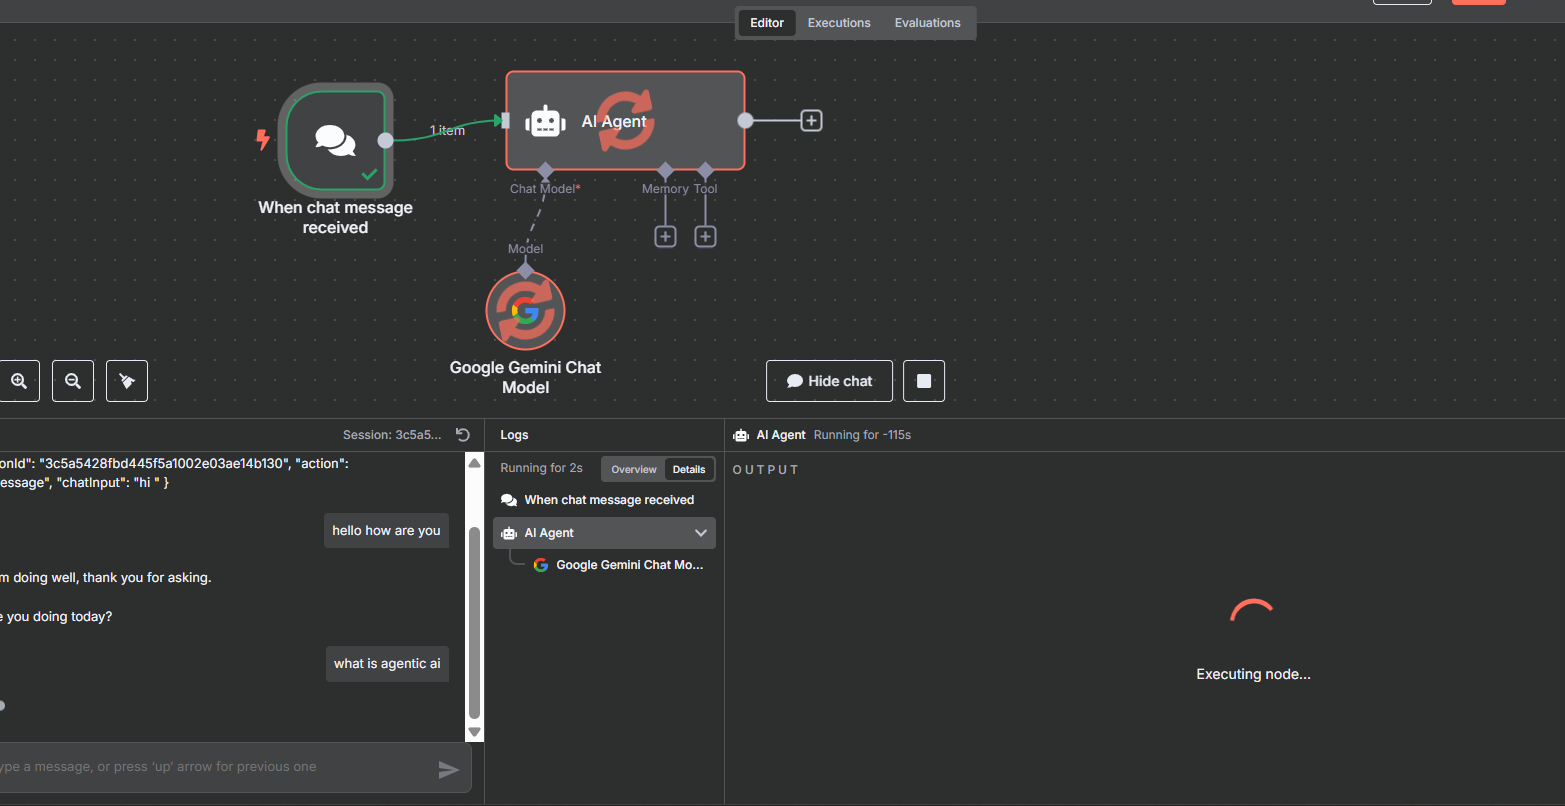 Editor Executions Evaluations
1 item
AI Agent
Chat Model*
Memory Tool
When chat message
received
Model
Google Gemini Chat
Model
Hide chat
Session: 3c5a5...
onId": "3c5a5428fbd445f5a1002e03ae14b130", "action":
essage", "chatInput": "hi " }
hello how are you
m doing well, thank you for asking.
e you doing today?
what is agentic ai
ype a message, or press 'up' arrow for previous one
Logs
Running for 2s Overview Details
When chat message received
AI Agent
Google Gemini Chat Mo...
AI Agent Running for -115s
OUTPUT
Executing node...